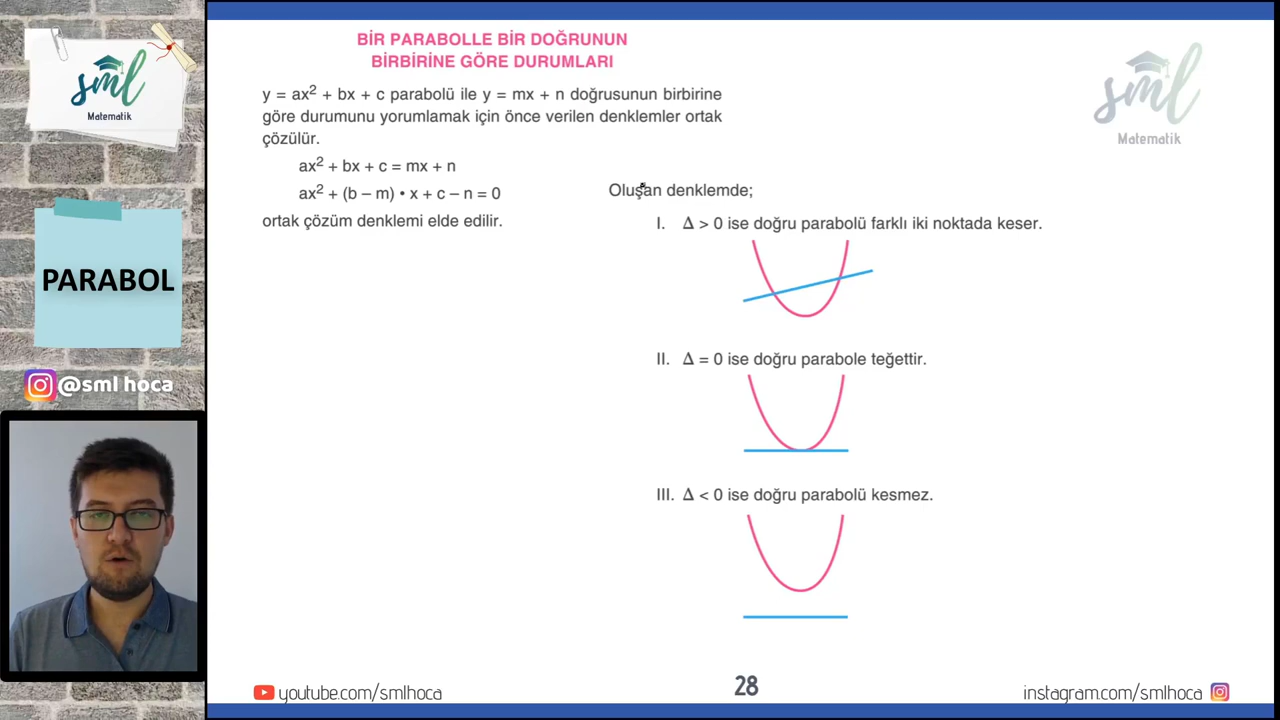 sml
Matematik
PARABOL
@sml hoca
BİR PARABOLLE BİR DOĞRUNUN
BİRBİRİNE GÖRE DURUMLARI
y = ax² + bx + c parabolü ile y = mx + n doğrusunun birbirine
göre durumunu yorumlamak için önce verilen denklemler ortak
çözülür.
ax² + bx + c = mx + n
ax² + (b – m) • x + c – n = 0
ortak çözüm denklemi elde edilir.
sml
Matematik
Oluşan denklemde;
I. Δ > 0 ise doğru parabolü farklı iki noktada keser.
II. Δ = 0 ise doğru parabole teğettir.
III. Δ < 0 ise doğru parabolü kesmez.
youtube.com/smlhoca
28
instagram.com/smlhoca